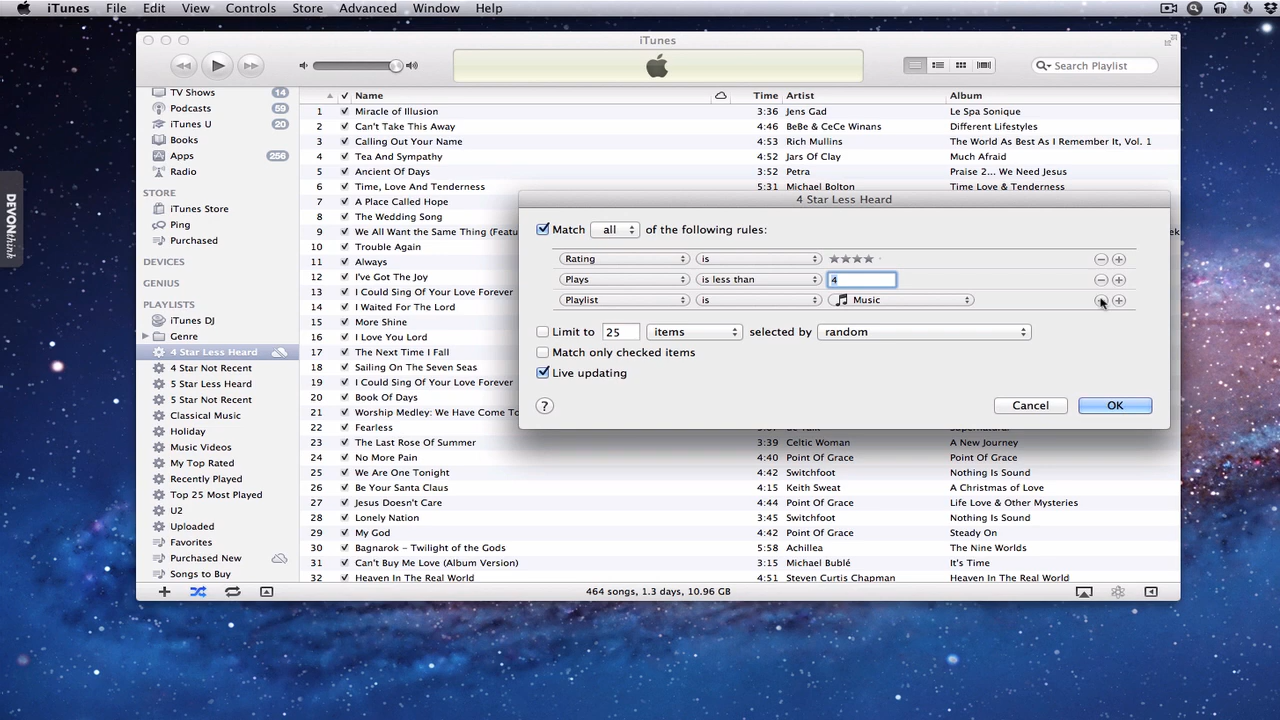 iTunes File Edit View Controls Store Advanced Window Help
iTunes
Search Playlist
TV Shows 14
Podcasts 59
iTunes U 20
Books
Apps 256
Radio
STORE
iTunes Store
Ping
Purchased
DEVICES
GENIUS
PLAYLISTS
iTunes DJ
Genre
4 Star Less Heard
4 Star Not Recent
5 Star Less Heard
5 Star Not Recent
Classical Music
Holiday
Music Videos
My Top Rated
Recently Played
Top 25 Most Played
U2
Uploaded
Favorites
Purchased New
Songs to Buy
DEVONthink
Name Time Artist Album
1 Miracle of Illusion 3:36 Jens Gad Le Spa Sonique
2 Can't Take This Away 4:46 BeBe & CeCe Winans Different Lifestyles
3 Calling Out Your Name 4:53 Rich Mullins The World As Best As I Remember It, Vol. 1
4 Tea And Sympathy 4:52 Jars Of Clay Much Afraid
5 Ancient Of Days 4:52 Petra Praise 2... We Need Jesus
6 Time, Love And Tenderness 5:31 Michael Bolton Time Love & Tenderness
7 A Place Called Hope
8 The Wedding Song
9 We All Want the Same Thing (Featu
10 Trouble Again
11 Always
12 I've Got The Joy
13 I Could Sing Of Your Love Forever
14 I Waited For The Lord
15 More Shine
16 I Love You Lord
17 The Next Time I Fall
18 Sailing On The Seven Seas
19 I Could Sing Of Your Love Forever
20 Book Of Days
21 Worship Medley: We Have Come To
22 Fearless
23 The Last Rose Of Summer 3:39 Celtic Woman A New Journey
24 No More Pain 4:40 Point Of Grace Point Of Grace
25 We Are One Tonight 4:42 Switchfoot Nothing Is Sound
26 Be Your Santa Claus 4:15 Keith Sweat A Christmas of Love
27 Jesus Doesn't Care 4:44 Point Of Grace Life Love & Other Mysteries
28 Lonely Nation 3:45 Switchfoot Nothing Is Sound
29 My God Point Of Grace Steady On
30 Bagnarok - Twilight of the Gods 5:58 Achillea The Nine Worlds
31 Can't Buy Me Love (Album Version) 3:15 Michael Bublé It's Time
32 Heaven In The Real World 4:51 Steven Curtis Chapman Heaven In The Real World
464 songs, 1.3 days, 10.96 GB
4 Star Less Heard
Match all of the following rules:
Rating is ★★★★
Plays is less than 4
Playlist is Music
Limit to 25 items selected by random
Match only checked items
Live updating
? Cancel OK